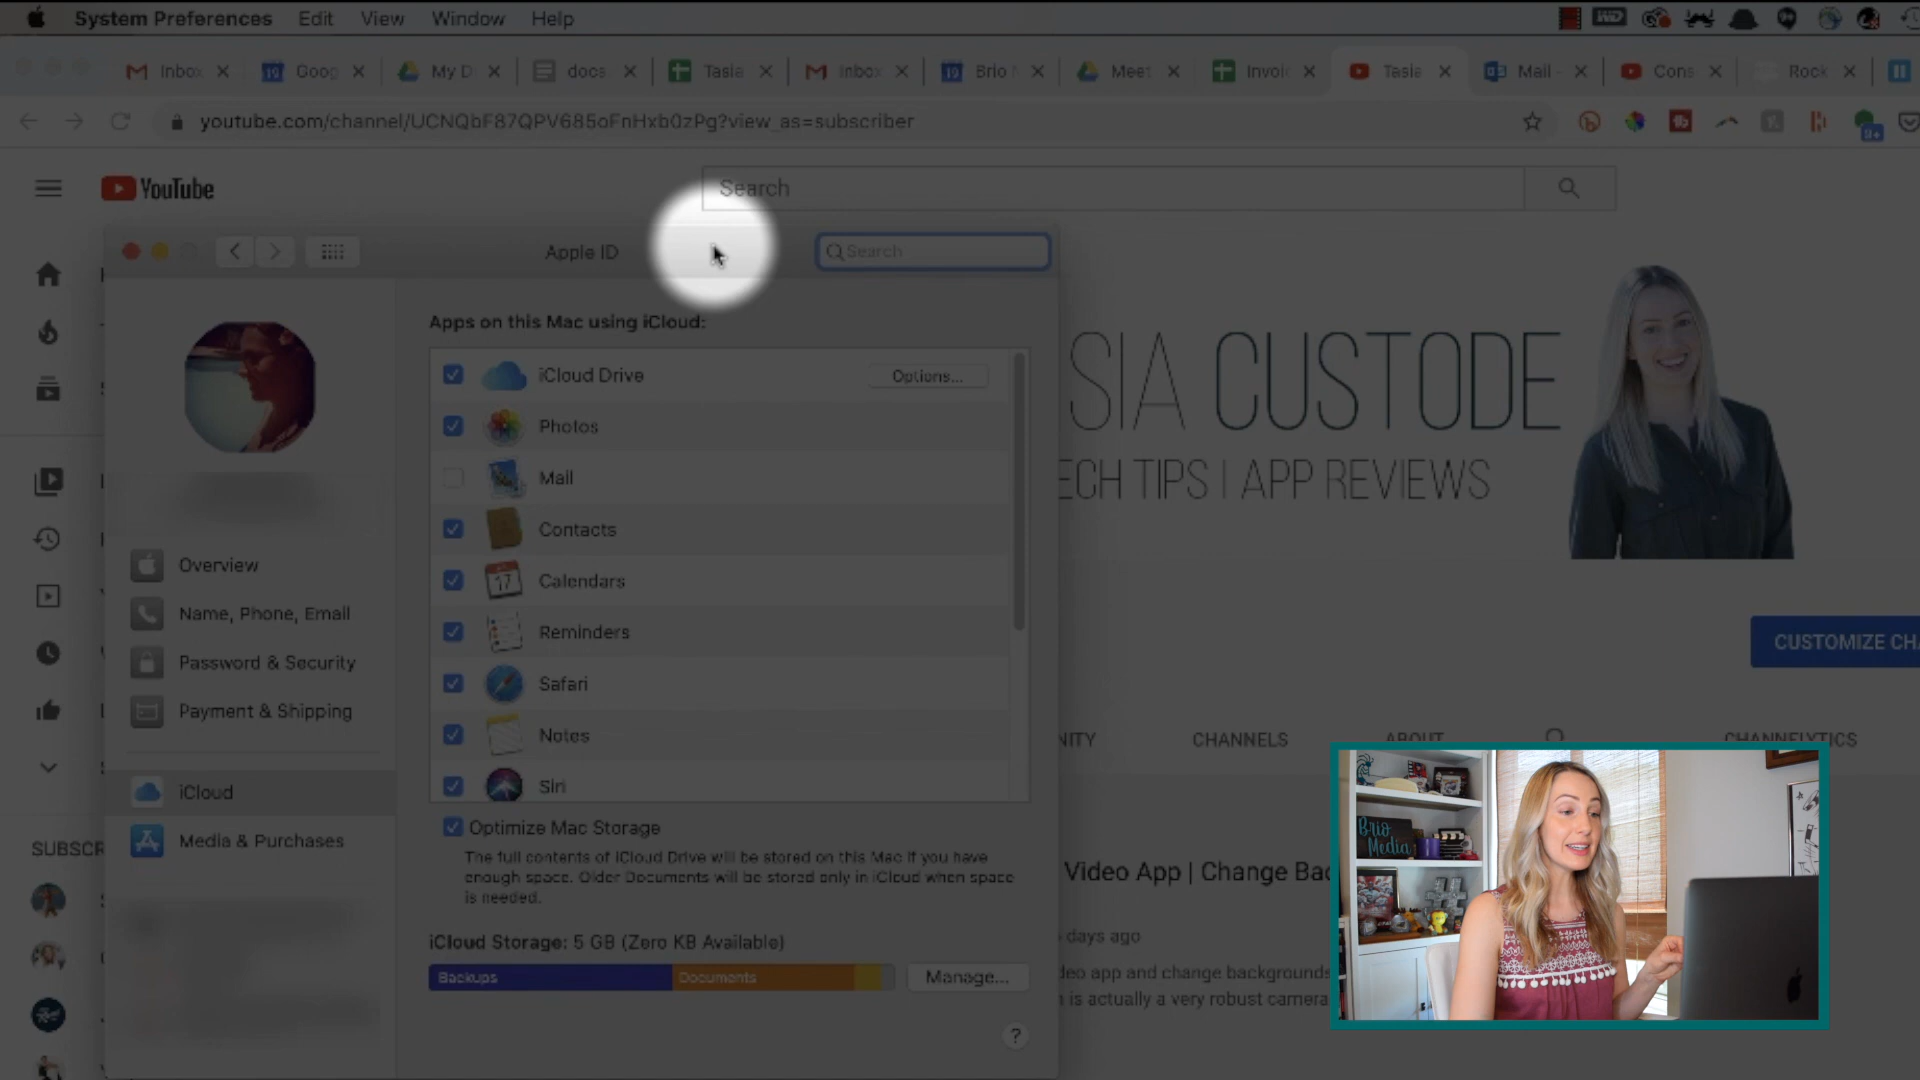 System Preferences Edit View Window Help
Inbox Goog My D docs Tasia Inbox Brio Meet Invoic Tasia Mail - Cons Rock
youtube.com/channel/UCNQbF87QPV685oFnHxb0zPg?view_as=subscriber
YouTube Search
Apple ID Search
Apps on this Mac using iCloud:
iCloud Drive Options...
Photos
Mail
Contacts
17 Calendars
Reminders
Safari
Notes
Siri
Overview
Name, Phone, Email
Password & Security
Payment & Shipping
iCloud
Media & Purchases
Optimize Mac Storage
The full contents of iCloud Drive will be stored on this Mac if you have
enough space. Older Documents will be stored only in iCloud when space
is needed.
iCloud Storage: 5 GB (Zero KB Available)
Backups Documents Manage...
?
SIA CUSTODE
ECH TIPS | APP REVIEWS
CUSTOMIZE CH
NITY CHANNELS ABOUT CHANNELYTICS
SUBSCR
Video App | Change Bac
days ago
deo app and change backgrounds
is actually a very robust camera
Brio
Media